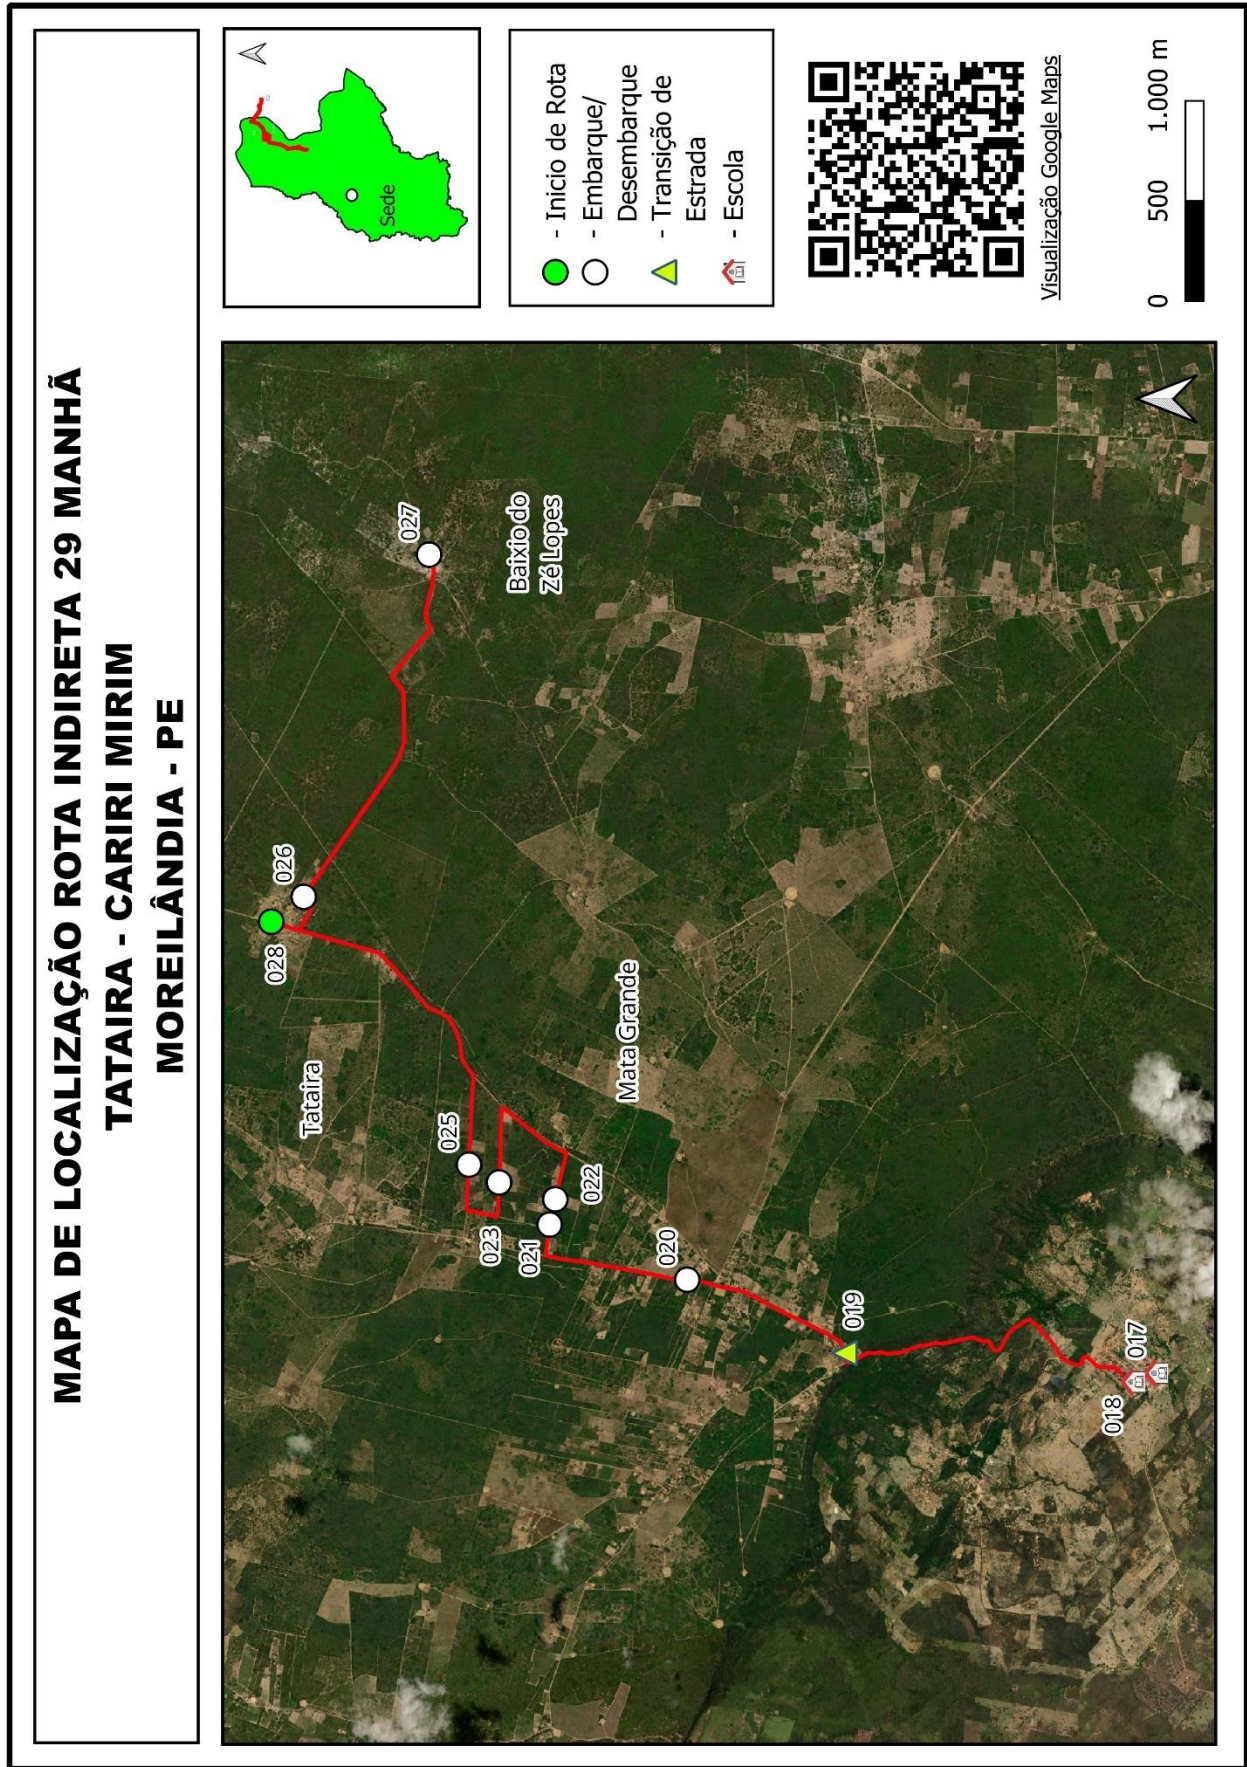 MAPA DE LOCALIZAÇÃO ROTA INDIRETA 29 MANHÃ
TATAIRA - CARIRI MIRIM
MOREILÂNDIA - PE
028
026
027
Tataira
025
Baixio do
Zé Lopes
023
021
022
Mata Grande
020
019
018
017
Sede
- Inicio de Rota
- Embarque/
Desembarque
- Transição de
Estrada
- Escola
Visualização Google Maps
0
500
1.000 m